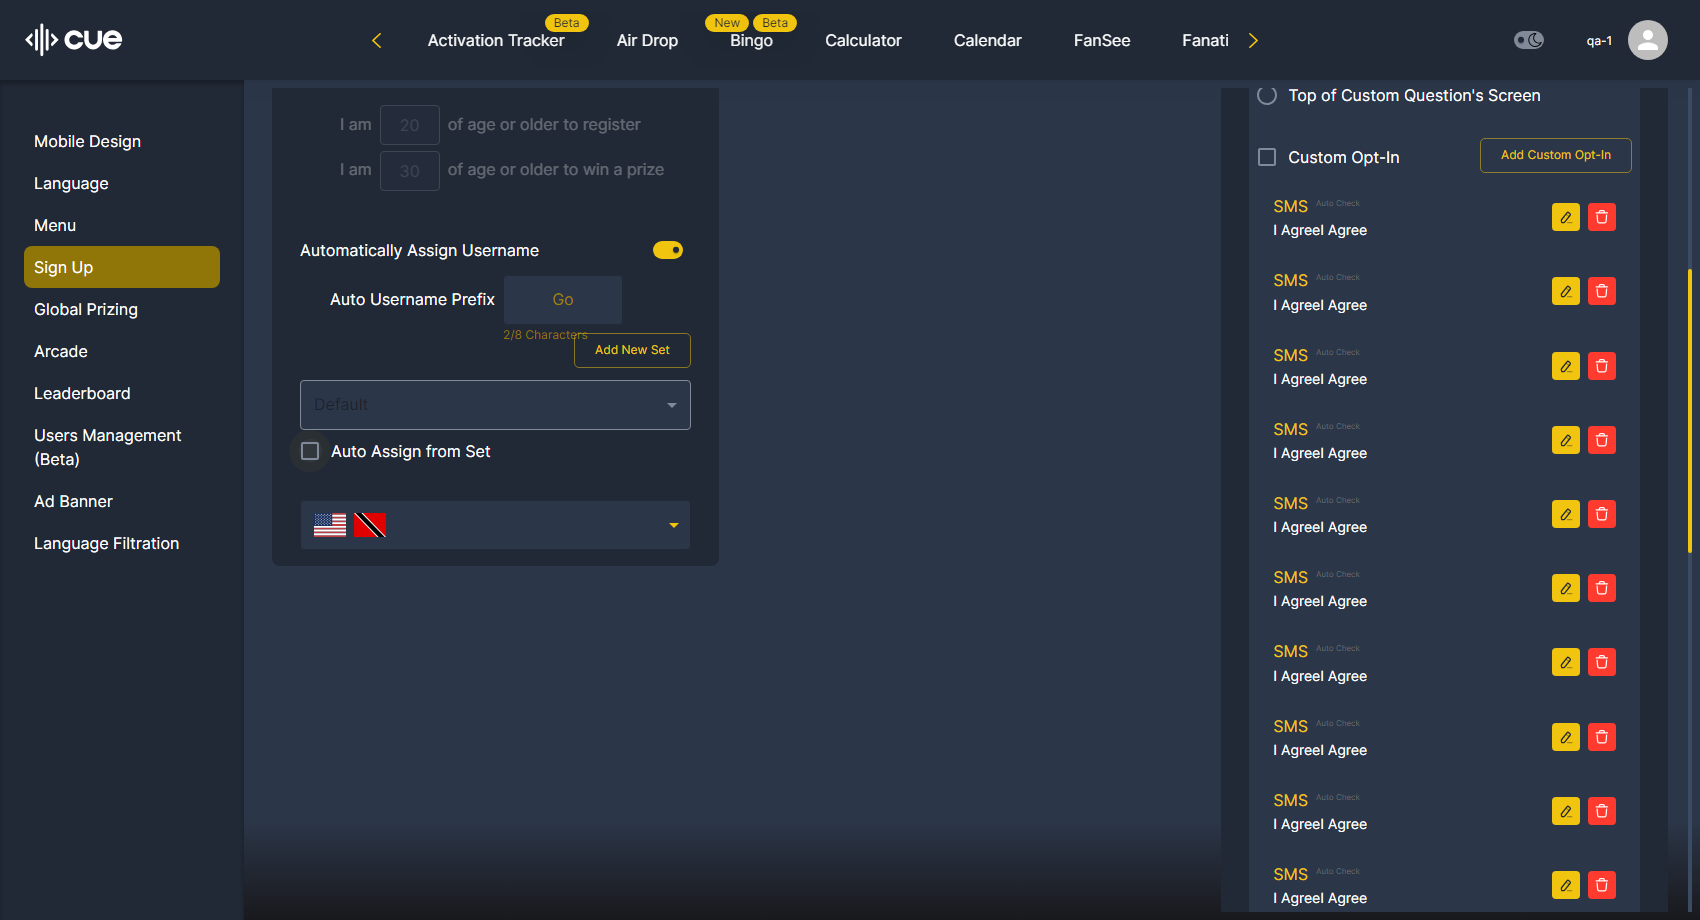 cue
Activation Tracker
Beta
Air Drop
Bingo
New
Beta
Calculator
Calendar
FanSee
Fanati
qa-1
Mobile Design
Language
Menu
Sign Up
Global Prizing
Arcade
Leaderboard
Users Management
(Beta)
Ad Banner
Language Filtration
I am 20 of age or older to register
I am 30 of age or older to win a prize
Automatically Assign Username
Auto Username Prefix Go
2/8 Characters
Add New Set
Default
Auto Assign from Set
Top of Custom Question's Screen
Custom Opt-In
Add Custom Opt-In
SMS Auto Check
I AgreeI Agree
SMS Auto Check
I AgreeI Agree
SMS Auto Check
I AgreeI Agree
SMS Auto Check
I AgreeI Agree
SMS Auto Check
I AgreeI Agree
SMS Auto Check
I AgreeI Agree
SMS Auto Check
I AgreeI Agree
SMS Auto Check
I AgreeI Agree
SMS Auto Check
I AgreeI Agree
SMS Auto Check
I AgreeI Agree